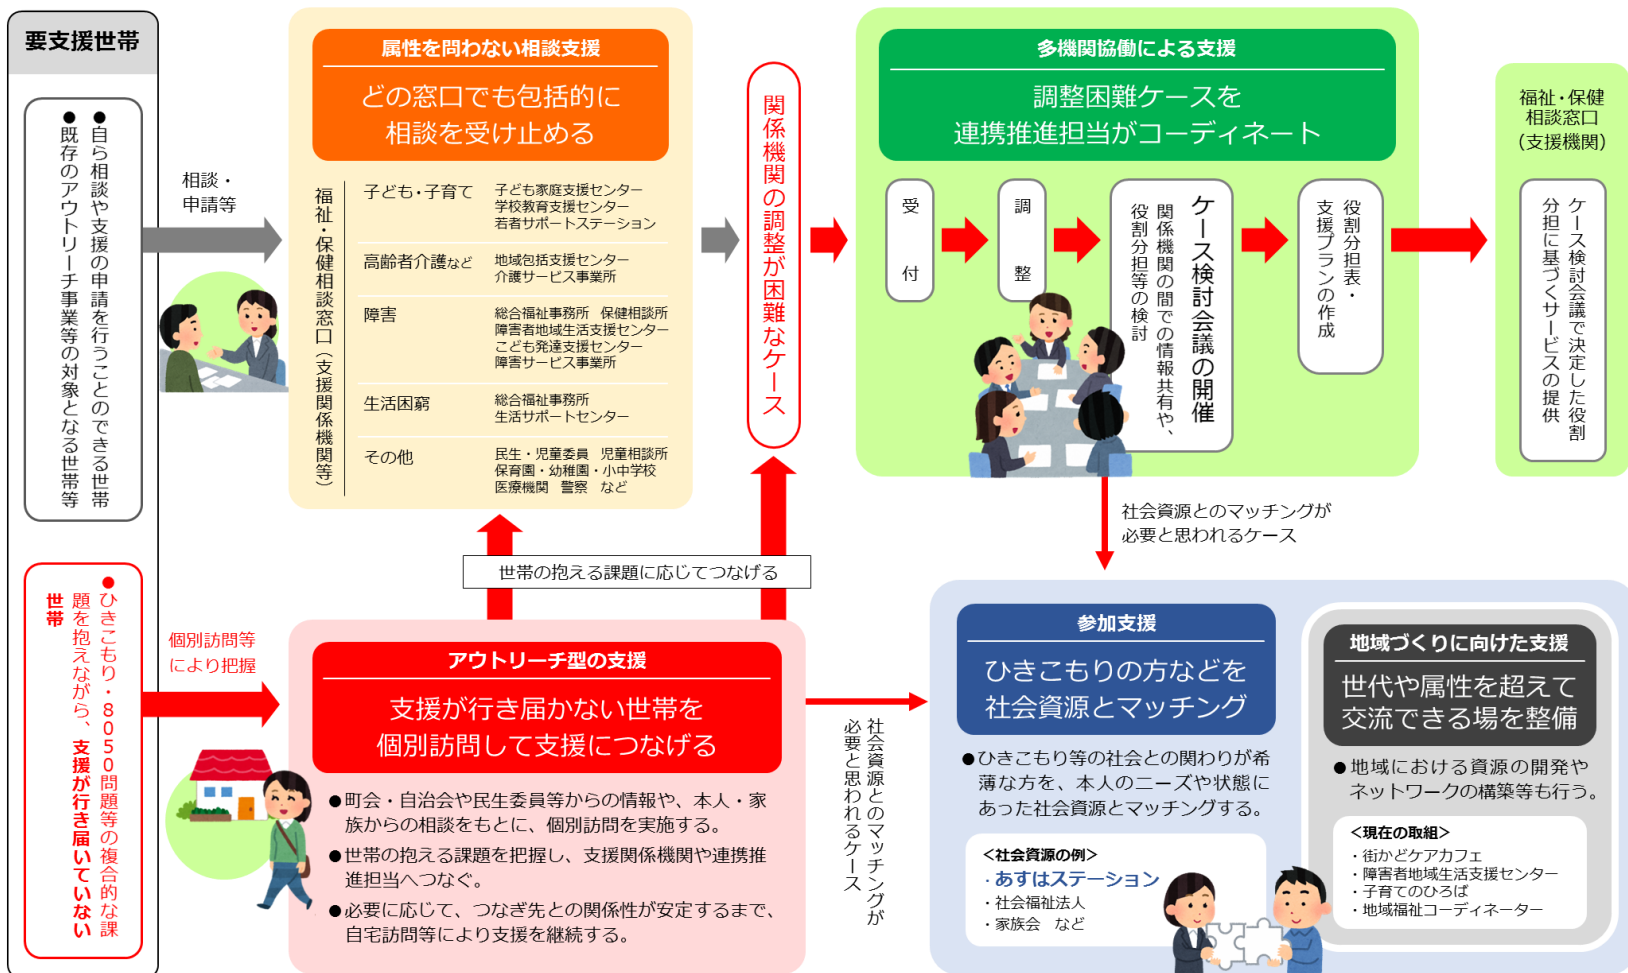 要支援世帯
●自ら相談や支援の申請を行うことのできる世帯
●既存のアウトリーチ事業等の対象となる世帯等
●ひきこもり・8050問題等の複合的な課
題を抱えながら、支援が行き届いていない
世帯
相談・
申請等
個別訪問等
により把握
属性を問わない相談支援
どの窓口でも包括的に
相談を受け止める
福祉・保健相談窓口（支援関係機関等）
子ども・子育て
子ども家庭支援センター
学校教育支援センター
若者サポートステーション
高齢者介護など
地域包括支援センター
介護サービス事業所
障害
総合福祉事務所　保健相談所
障害者地域生活支援センター
こども発達支援センター
障害サービス事業所
生活困窮
総合福祉事務所
生活サポートセンター
その他
民生・児童委員　児童相談所
保育園・幼稚園・小中学校
医療機関　警察　など
関係機関の調整が困難なケース
世帯の抱える課題に応じてつなげる
アウトリーチ型の支援
支援が行き届かない世帯を
個別訪問して支援につなげる
●町会・自治会や民生委員等からの情報や、本人・家
族からの相談をもとに、個別訪問を実施する。
●世帯の抱える課題を把握し、支援関係機関や連携推
進担当へつなぐ。
●必要に応じて、つなぎ先との関係性が安定するまで、
自宅訪問等により支援を継続する。
多機関協働による支援
調整困難ケースを
連携推進担当がコーディネート
受付
調整
ケース検討会議の開催
関係機関の間での情報共有や、
役割分担等の検討
役割分担表・
支援プランの作成
福祉・保健
相談窓口
（支援機関）
ケース検討会議で決定した役割
分担に基づくサービスの提供
社会資源とのマッチングが
必要と思われるケース
社会資源とのマッチングが
必要と思われるケース
参加支援
ひきこもりの方などを
社会資源とマッチング
●ひきこもり等の社会との関わりが希
薄な方を、本人のニーズや状態に
あった社会資源とマッチングする。
＜社会資源の例＞
・あすはステーション
・社会福祉法人
・家族会　など
地域づくりに向けた支援
世代や属性を超えて
交流できる場を整備
●地域における資源の開発や
ネットワークの構築等も行う。
＜現在の取組＞
・街かどケアカフェ
・障害者地域生活支援センター
・子育てのひろば
・地域福祉コーディネーター